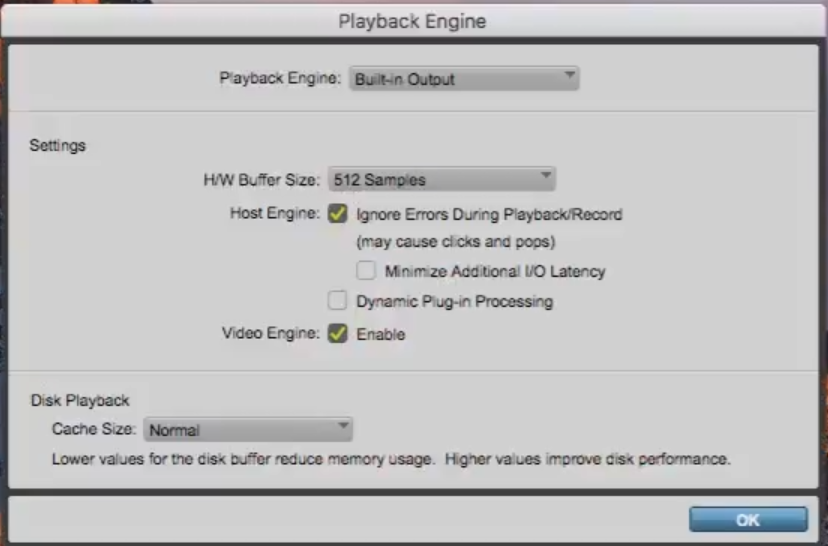 Playback Engine
Playback Engine: Built-in Output
Settings
H/W Buffer Size: 512 Samples
Host Engine: Ignore Errors During Playback/Record
(may cause clicks and pops)
Minimize Additional I/O Latency
Dynamic Plug-in Processing
Video Engine: Enable
Disk Playback
Cache Size: Normal
Lower values for the disk buffer reduce memory usage. Higher values improve disk performance.
OK